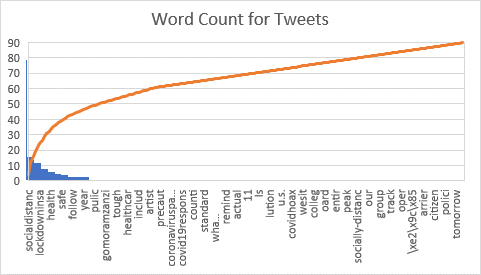 Word Count for Tweets
90
80
70
60
50
40
30
20
10
0
socialdistanc
lockdowninsa
health
safe
follow
year
pulic
gomoramzanzi
tough
healthcar
includ
artist
precaut
coronaviruspa...
covid19respons
counti
standard
wha...
remind
actual
11
ls
lution
u.s.
covidhoax
wesit
colleg
oard
entir
peak
socially-distanc
our
group
track
oper
\xe2\x9c\x85
arrier
citizen
polici
tomorrow